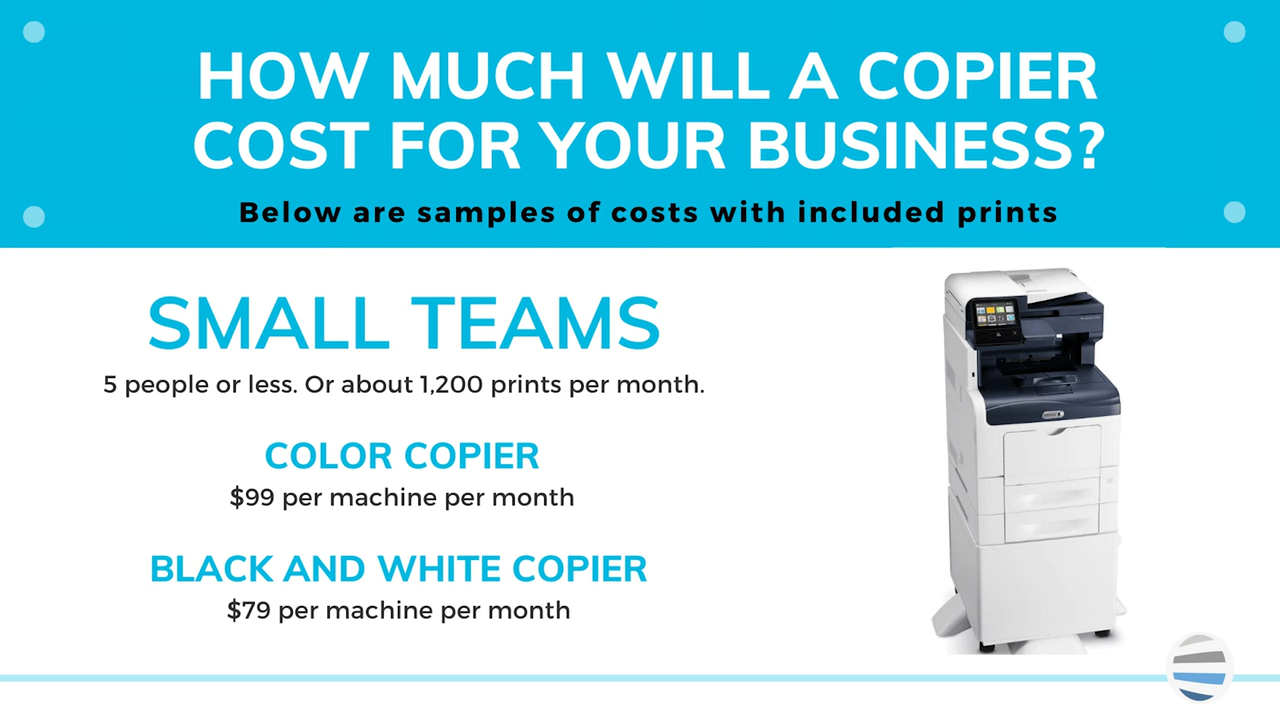 HOW MUCH WILL A COPIER
COST FOR YOUR BUSINESS?
Below are samples of costs with included prints
SMALL TEAMS
5 people or less. Or about 1,200 prints per month.
COLOR COPIER
$99 per machine per month
BLACK AND WHITE COPIER
$79 per machine per month